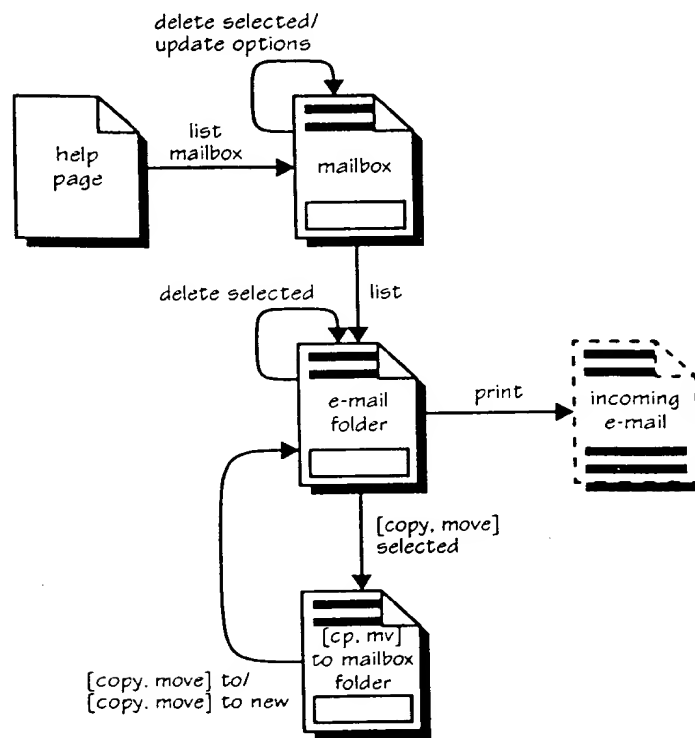 delete selected/
update options
help
page
list
mailbox
mailbox
delete selected
list
e-mail
folder
print
incoming
e-mail
[copy, move]
selected
[cp, mv]
to mailbox
folder
[copy. move] to/
[copy. move] to new